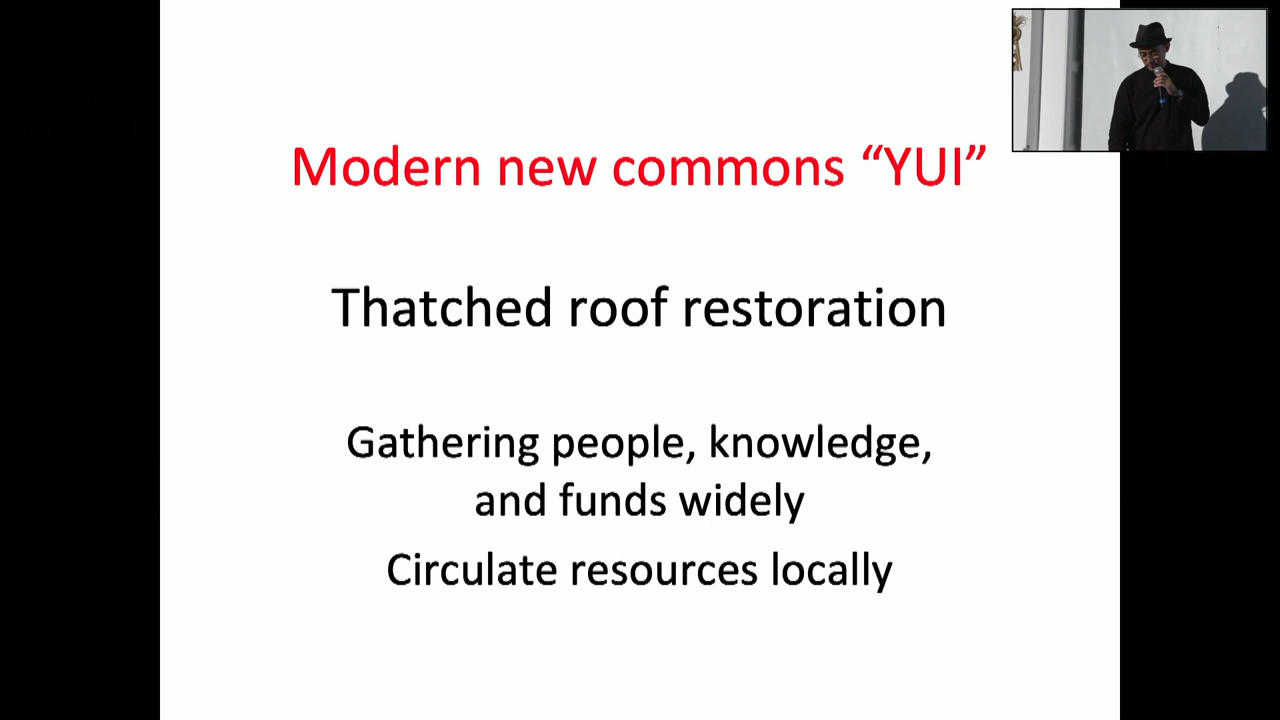 Modern new commons “YUI”
Thatched roof restoration
Gathering people, knowledge,
and funds widely
Circulate resources locally